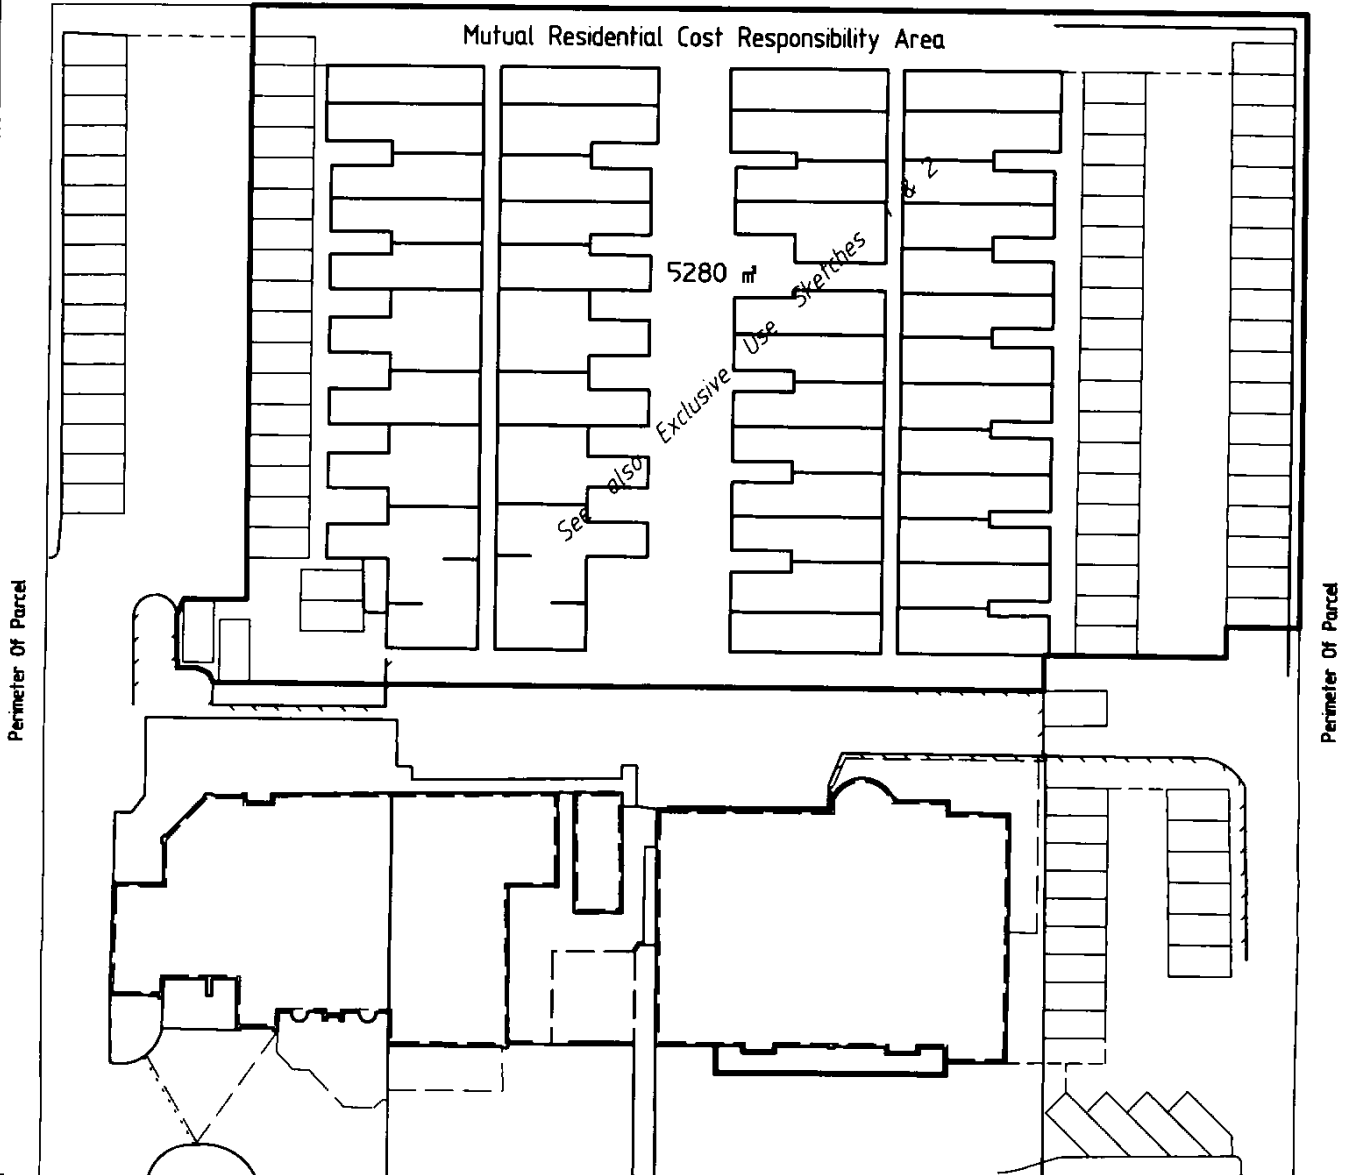 Mutual Residential Cost Responsibility Area
5280 m²
See also Exclusive Use Sketches 1 & 2
Perimeter Of Parcel
Perimeter Of Parcel